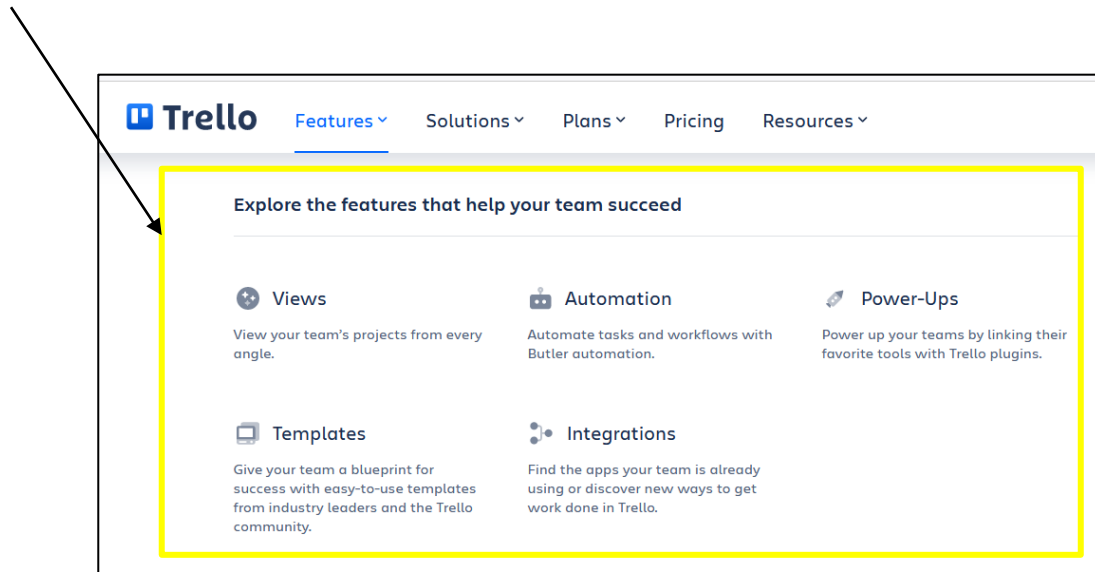 Trello Features Solutions Plans Pricing Resources
Explore the features that help your team succeed
Views
View your team's projects from every
angle.
Automation
Automate tasks and workflows with
Butler automation.
Power-Ups
Power up your teams by linking their
favorite tools with Trello plugins.
Templates
Give your team a blueprint for
success with easy-to-use templates
from industry leaders and the Trello
community.
Integrations
Find the apps your team is already
using or discover new ways to get
work done in Trello.